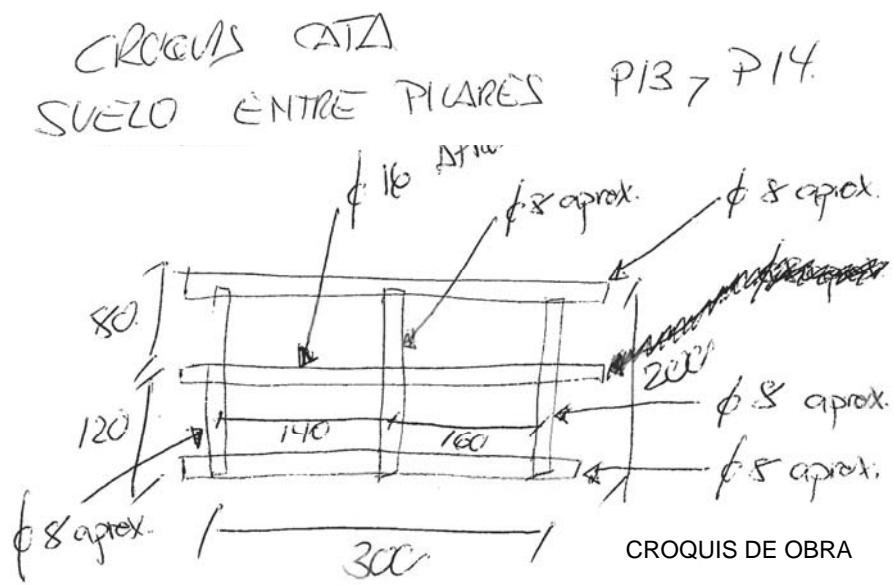 CROQUIS CATA
SUELO ENTRE PILARES P13 y P14.
ϕ 16
ϕ 8 aprox.
ϕ 8 aprox.
80
200
120
140
160
ϕ 8 aprox.
ϕ 8 aprox.
ϕ 8 aprox.
300
CROQUIS DE OBRA